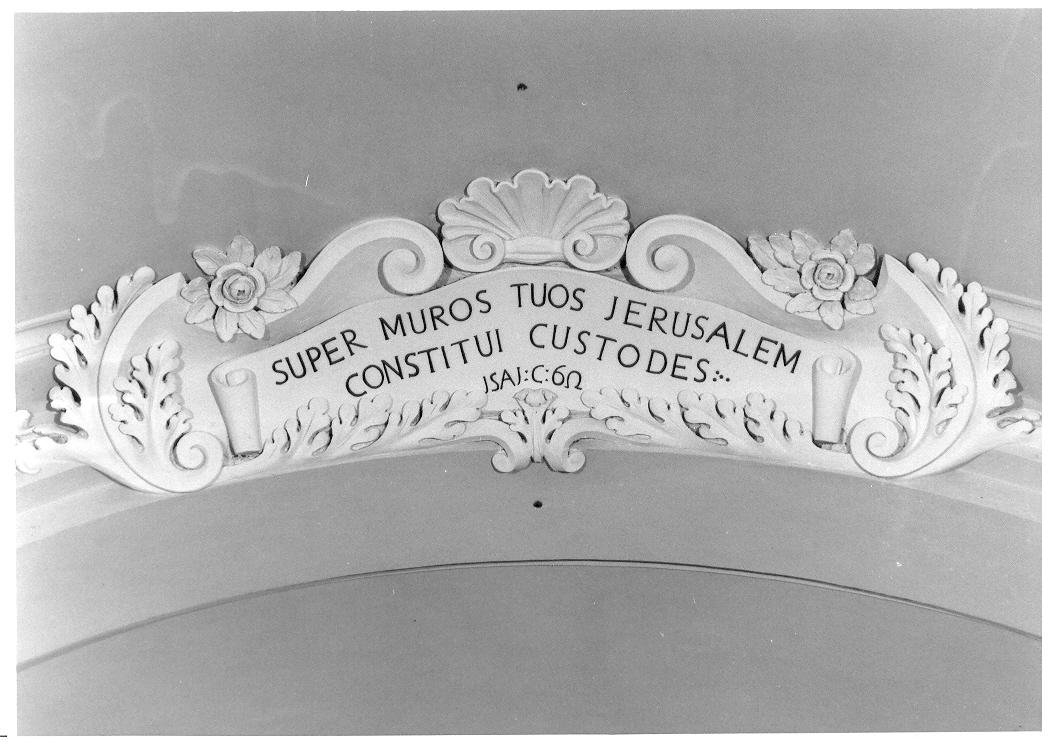 SUPER MUROS TUOS JERUSALEM
CONSTITUI CUSTODES
JSAJ:C:6Ω